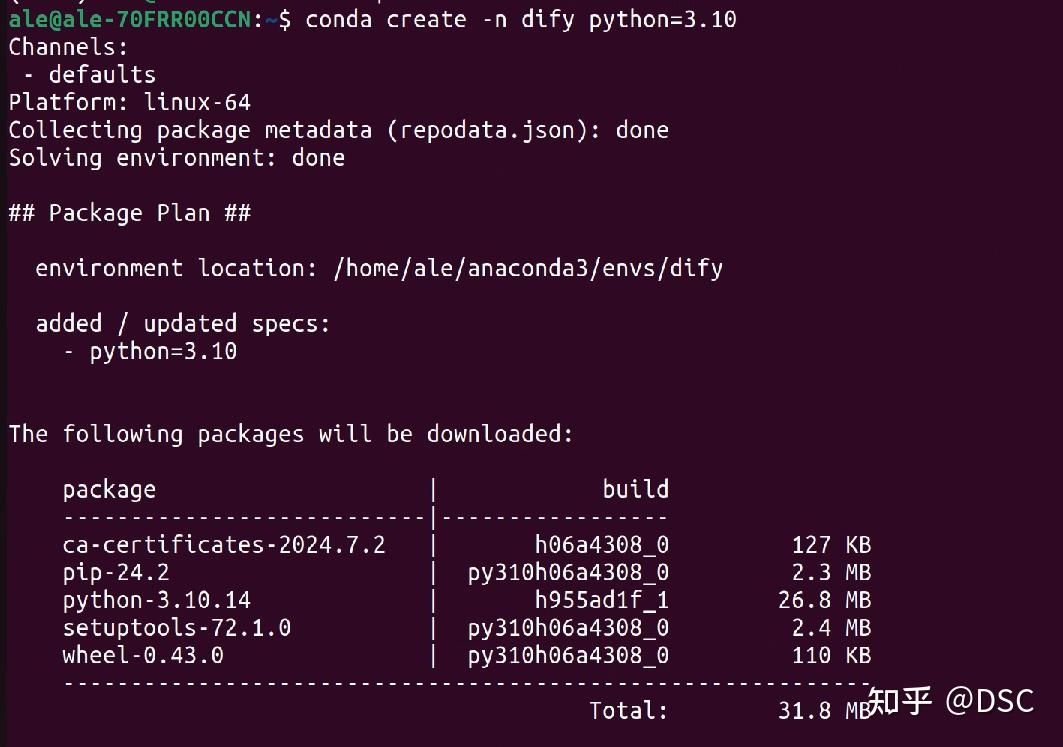 ale@ale-70FRR00CCN:~$ conda create -n dify python=3.10
Channels:
 - defaults
Platform: linux-64
Collecting package metadata (repodata.json): done
Solving environment: done

## Package Plan ##

  environment location: /home/ale/anaconda3/envs/dify

  added / updated specs:
    - python=3.10


The following packages will be downloaded:

    package                    |            build
    ---------------------------|-----------------
    ca-certificates-2024.7.2   |       h06a4308_0         127 KB
    pip-24.2                   |  py310h06a4308_0         2.3 MB
    python-3.10.14             |       h955ad1f_1        26.8 MB
    setuptools-72.1.0          |  py310h06a4308_0         2.4 MB
    wheel-0.43.0               |  py310h06a4308_0         110 KB
    ------------------------------------------------------------
                                           Total:        31.8 MB
知乎 @DSC